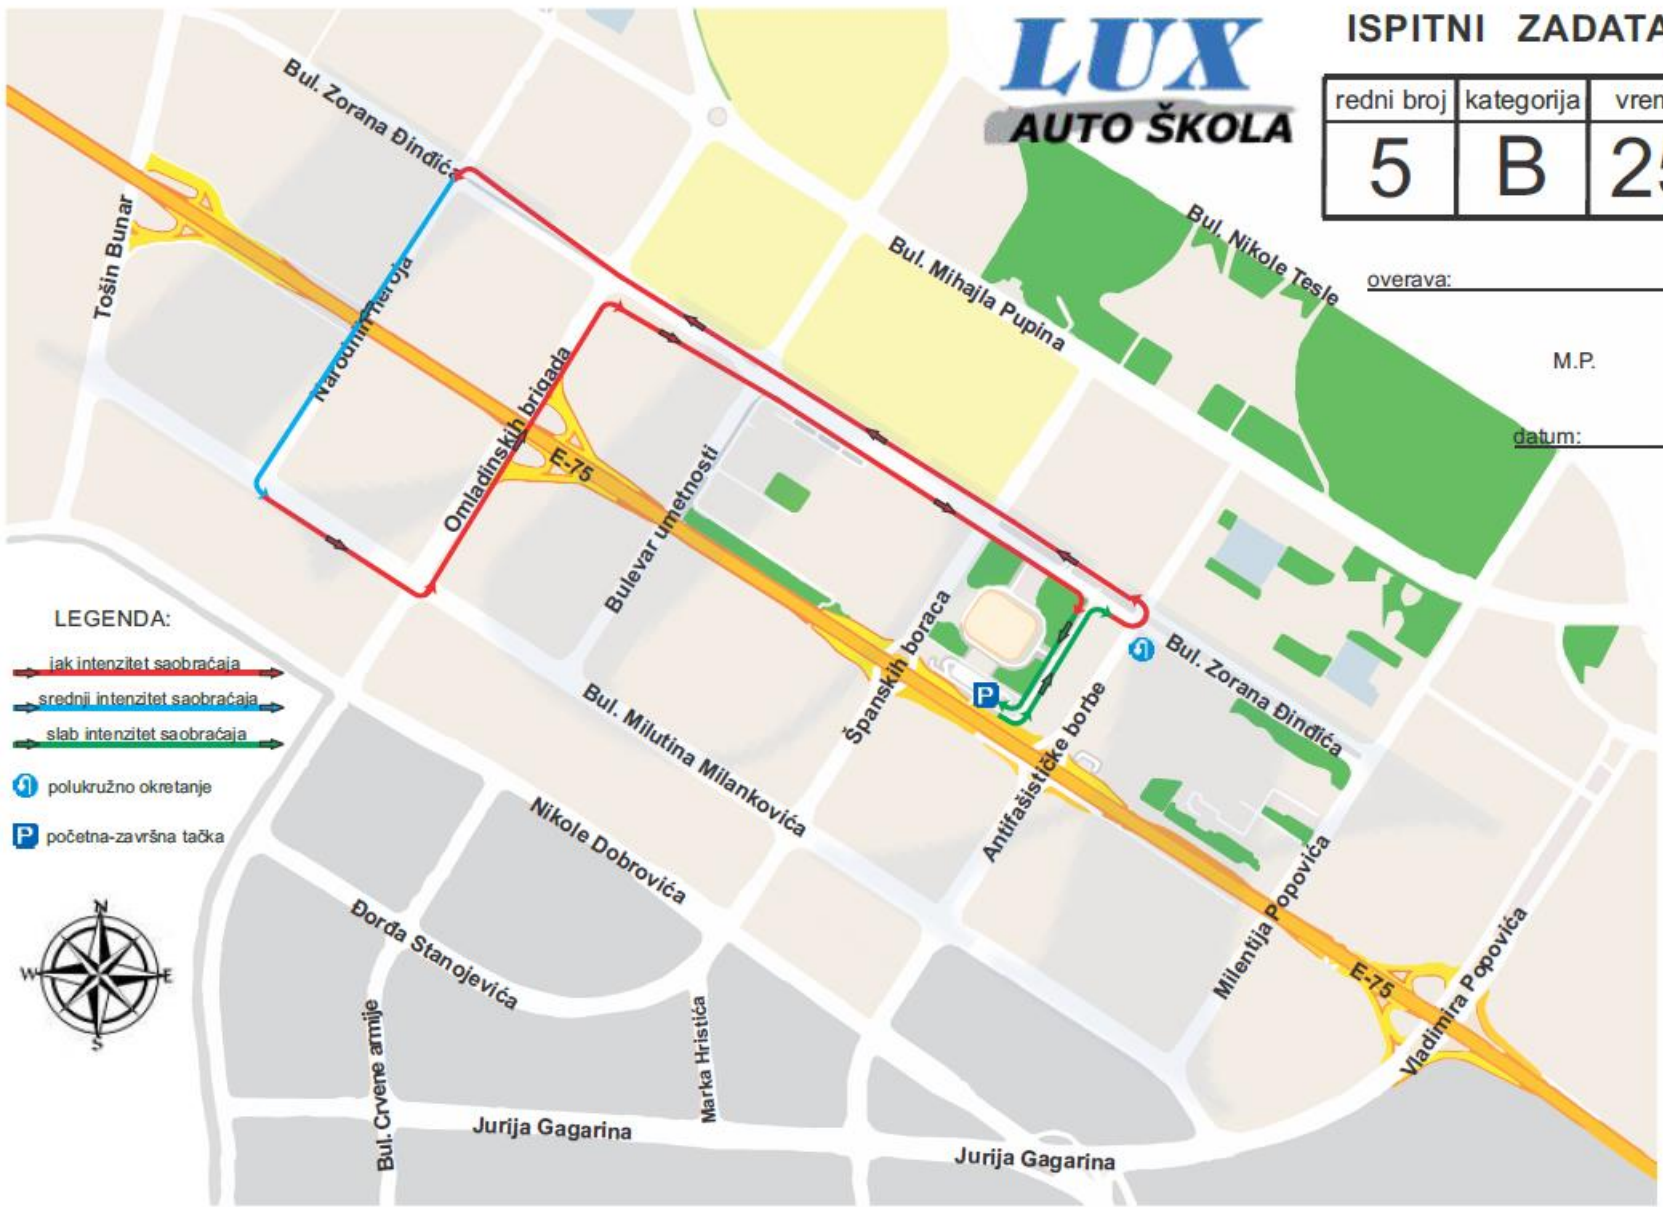 LUX
AUTO ŠKOLA
ISPITNI ZADATA
redni broj kategorija vrem
5 B 25
overava:
M.P.
datum:
Bul. Zorana Đinđića
Tošin Bunar
Narodnih heroja
Omladinskih brigada
E-75
Bulevar umetnosti
Bul. Mihajla Pupina
Bul. Nikole Tesle
Španskih boraca
P
Antifašističke borbe
Bul. Zorana Đinđića
Bul. Milutina Milankovića
Milentija Popovića
E-75
Vladimira Popovića
Nikole Dobrovića
Đorđa Stanojevića
Bul. Crvene armije
Marka Hristića
Jurija Gagarina
Jurija Gagarina
LEGENDA:
jak intenzitet saobraćaja
srednji intenzitet saobraćaja
slab intenzitet saobraćaja
polukružno okretanje
P početna-završna tačka
N
W E
S